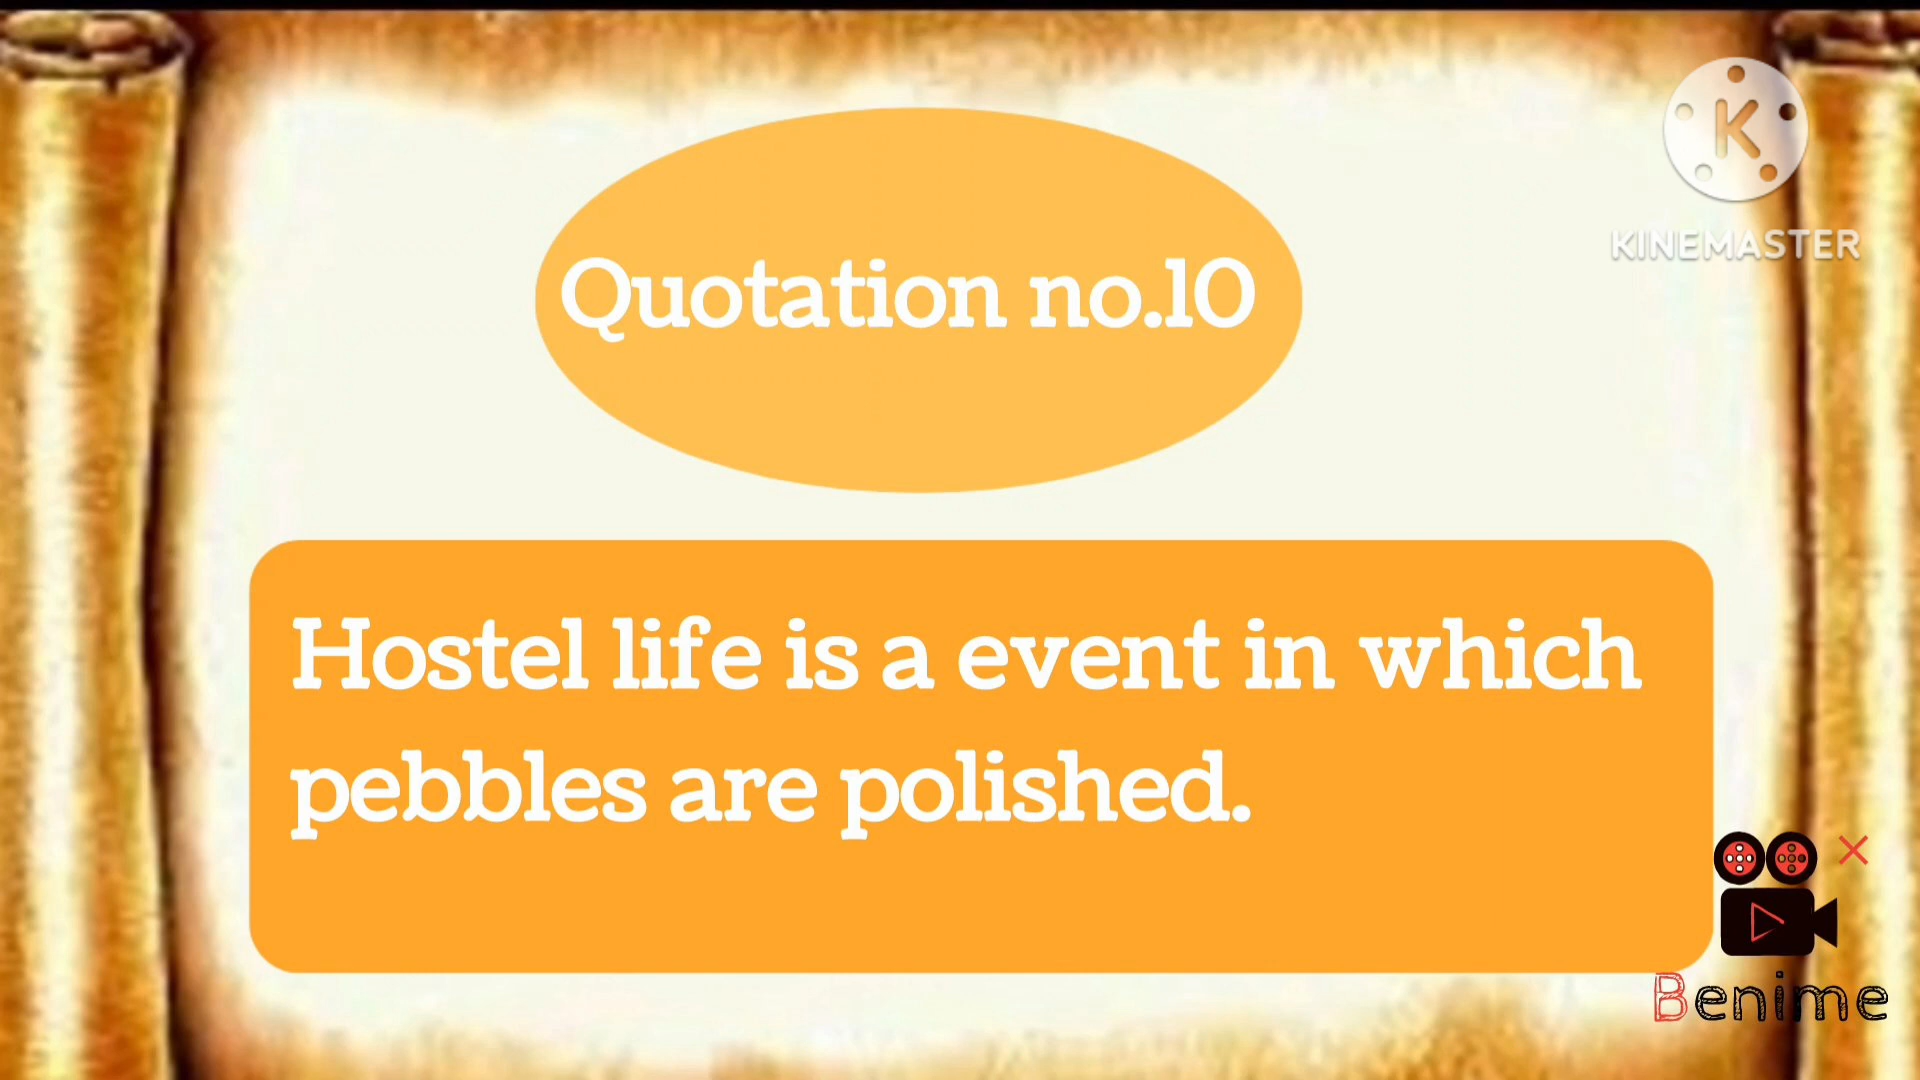 Quotation no.10
K
KINEMASTER
Hostel life is a event in which
pebbles are polished.
Benime